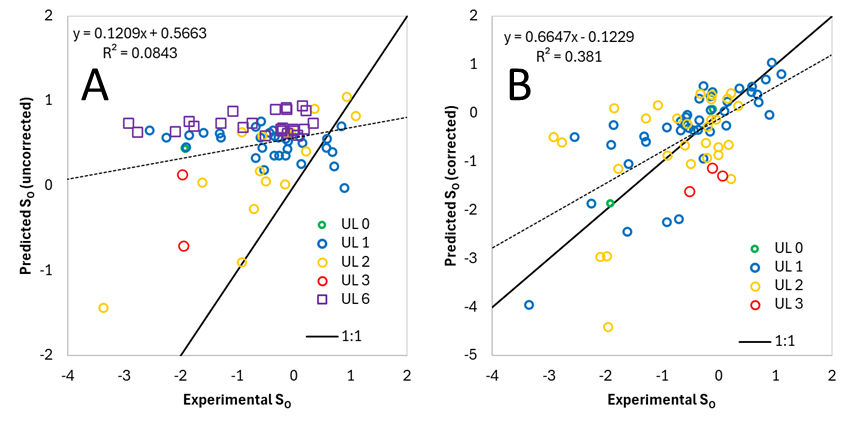 y = 0.1209x + 0.5663
R² = 0.0843
A
Predicted S₀ (uncorrected)
2
1
0
-1
-2
-4 -3 -2 -1 0 1 2
Experimental S₀
UL 0
UL 1
UL 2
UL 3
UL 6
1:1
y = 0.6647x - 0.1229
R² = 0.381
B
Predicted S₀ (corrected)
2
1
0
-1
-2
-3
-4
-5
-4 -3 -2 -1 0 1 2
Experimental S₀
UL 0
UL 1
UL 2
UL 3
1:1